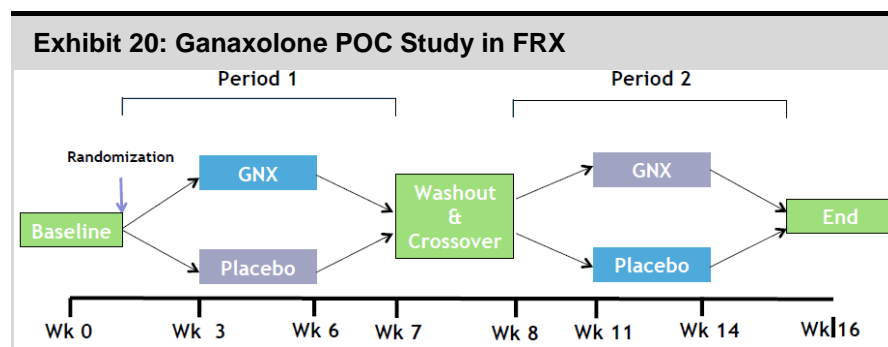 Exhibit 20: Ganaxolone POC Study in FRX
Period 1
Period 2
Randomization
GNX
GNX
Washout
&
Crossover
Baseline
End
Placebo
Placebo
Wk 0
Wk 3
Wk 6
Wk 7
Wk 8
Wk 11
Wk 14
Wk 16